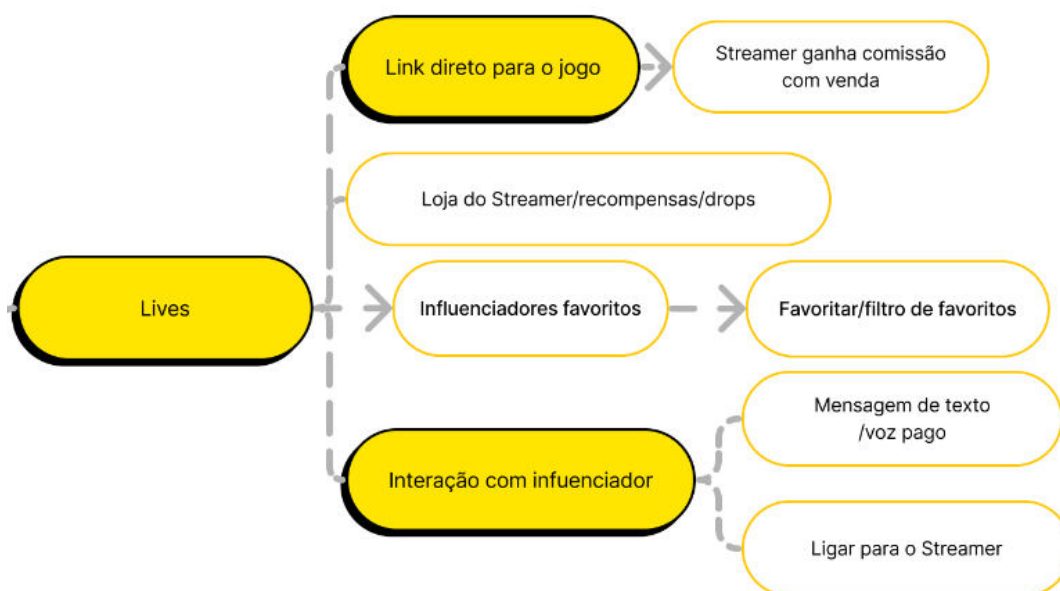 Link direto para o jogo
Streamer ganha comissão
com venda
Loja do Streamer/recompensas/drops
Lives
Influenciadores favoritos
Favoritar/filtro de favoritos
Mensagem de texto
/voz pago
Interação com infuenciador
Ligar para o Streamer